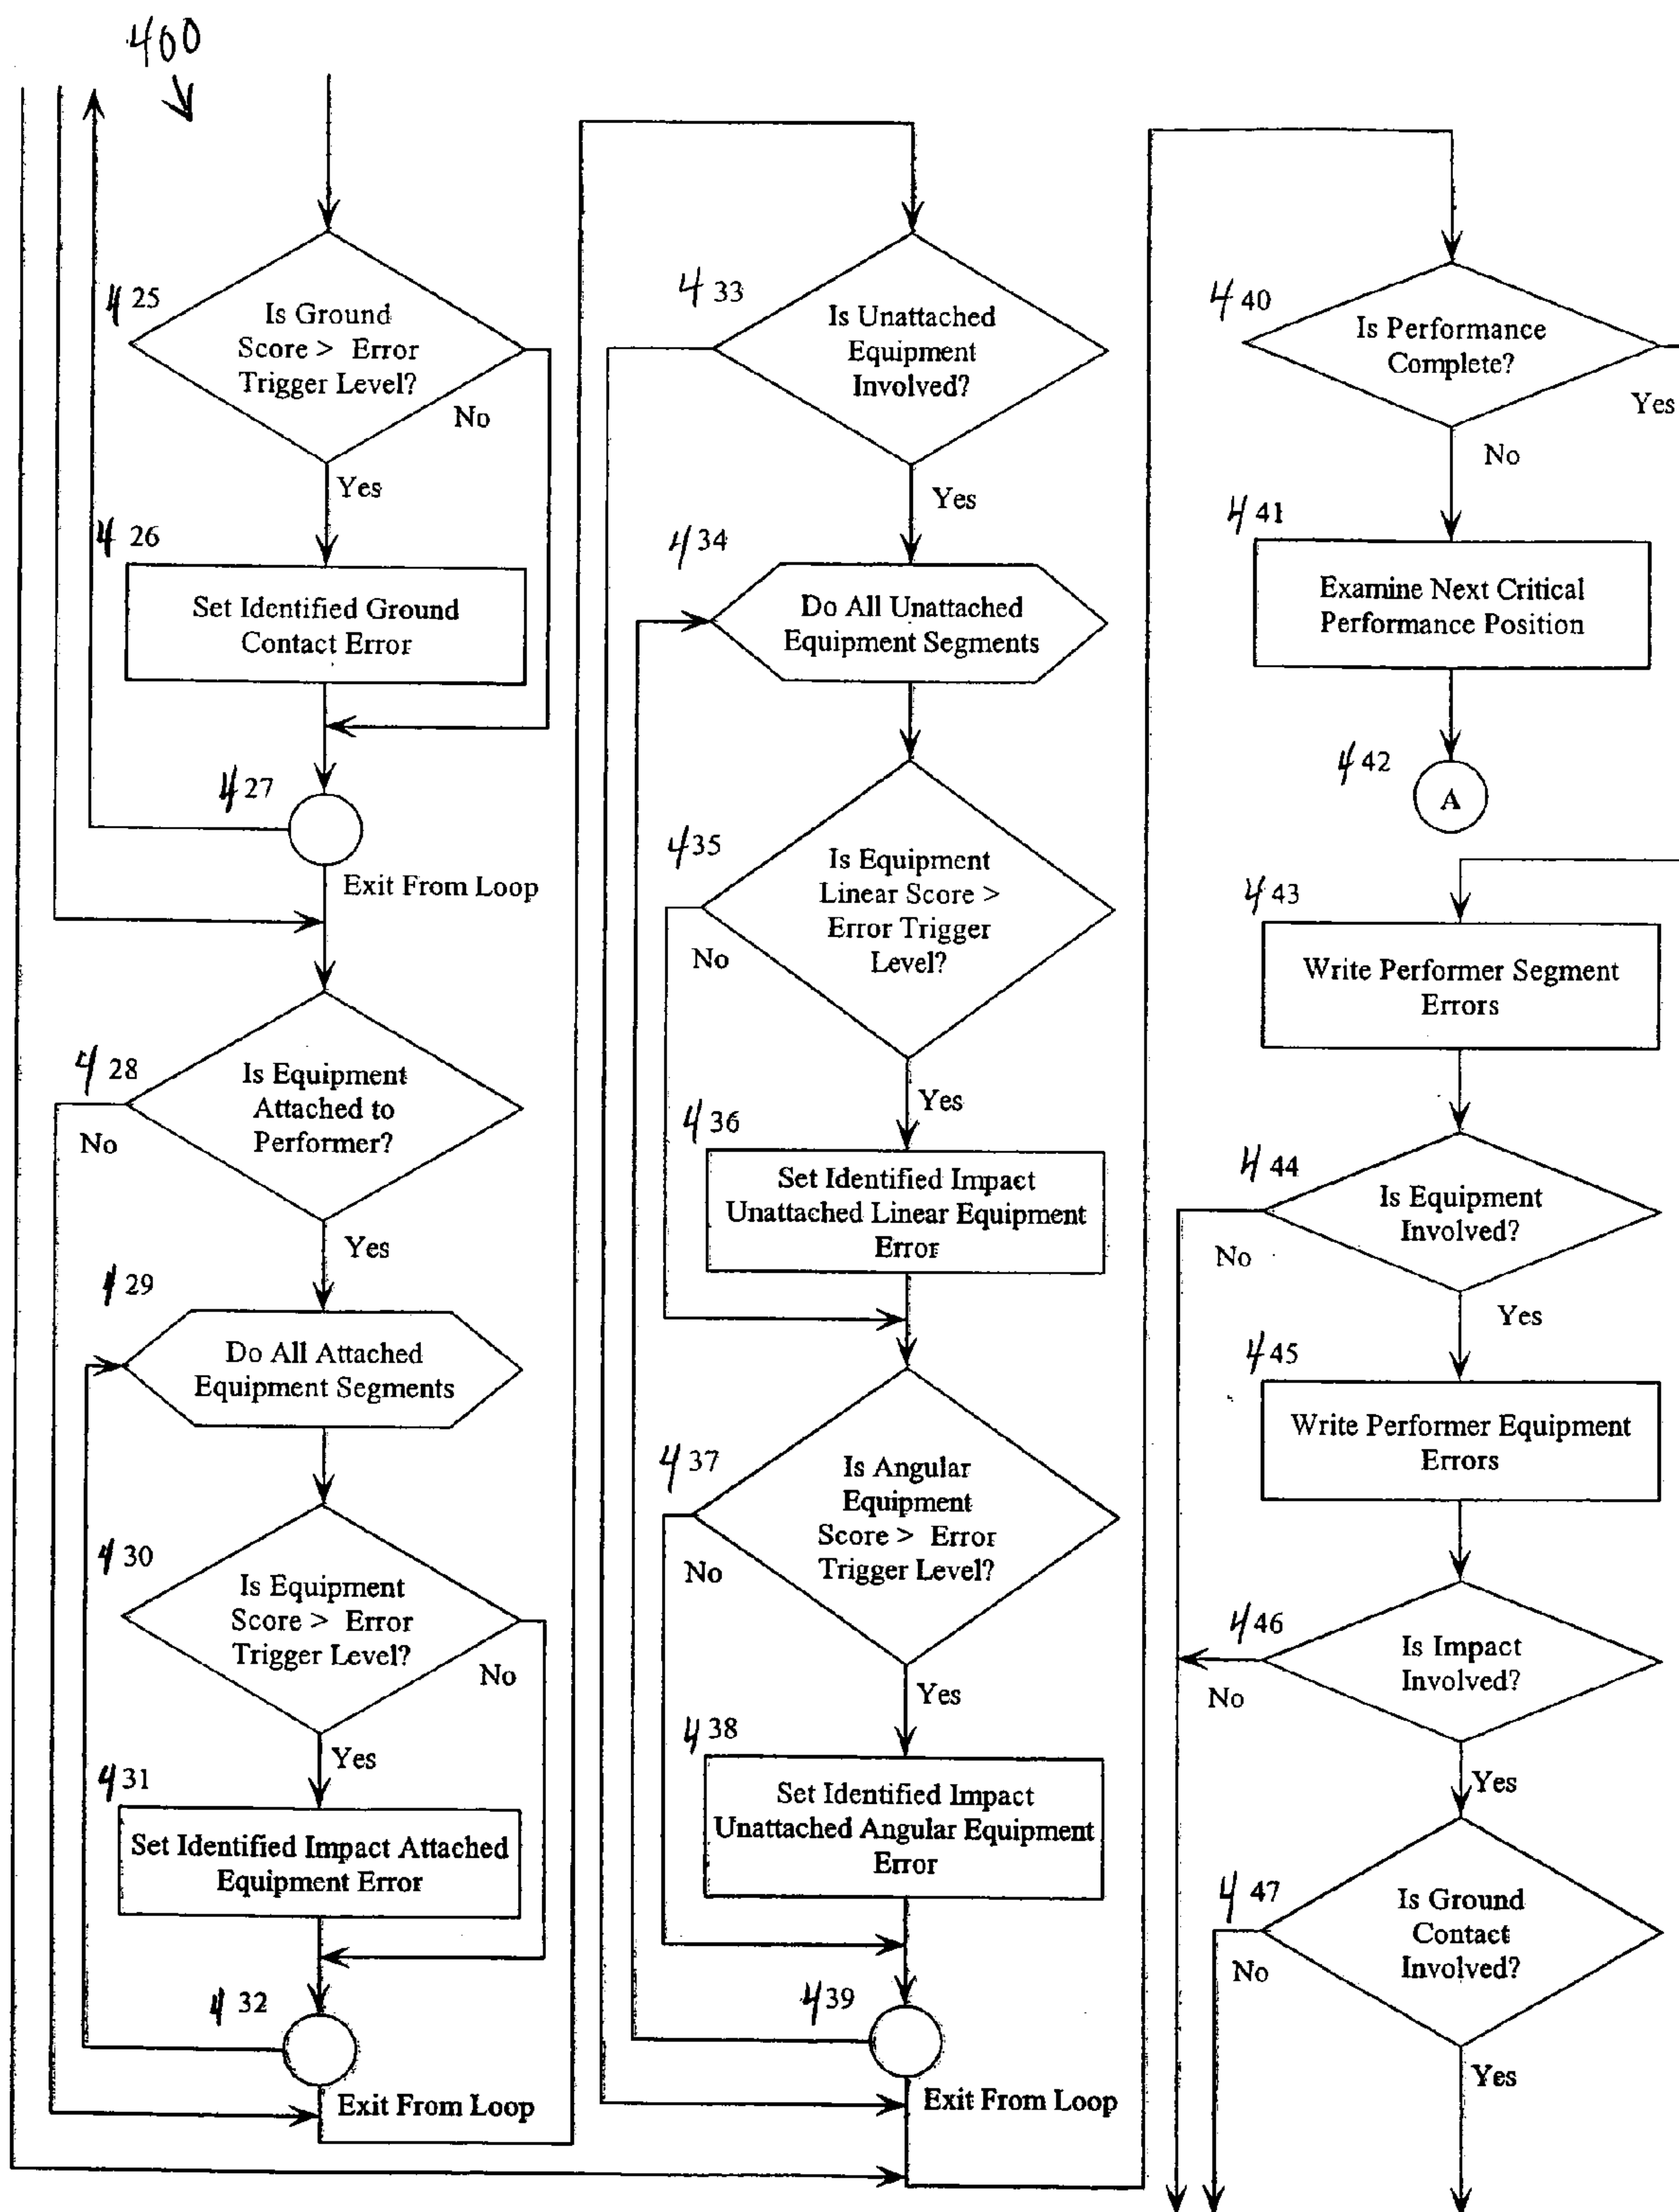 400
425
Is Ground
Score > Error
Trigger Level?
No
Yes
426
Set Identified Ground
Contact Error
427
Exit From Loop
428
Is Equipment
Attached to
Performer?
No
Yes
429
Do All Attached
Equipment Segments
430
Is Equipment
Score > Error
Trigger Level?
No
Yes
431
Set Identified Impact Attached
Equipment Error
432
Exit From Loop
433
Is Unattached
Equipment
Involved?
Yes
434
Do All Unattached
Equipment Segments
435
Is Equipment
Linear Score >
Error Trigger
Level?
No
Yes
436
Set Identified Impact
Unattached Linear Equipment
Error
437
Is Angular
Equipment
Score > Error
Trigger Level?
No
Yes
438
Set Identified Impact
Unattached Angular Equipment
Error
439
Exit From Loop
440
Is Performance
Complete?
Yes
No
441
Examine Next Critical
Performance Position
442
A
443
Write Performer Segment
Errors
444
Is Equipment
Involved?
No
Yes
445
Write Performer Equipment
Errors
446
Is Impact
Involved?
No
Yes
447
Is Ground
Contact
Involved?
No
Yes